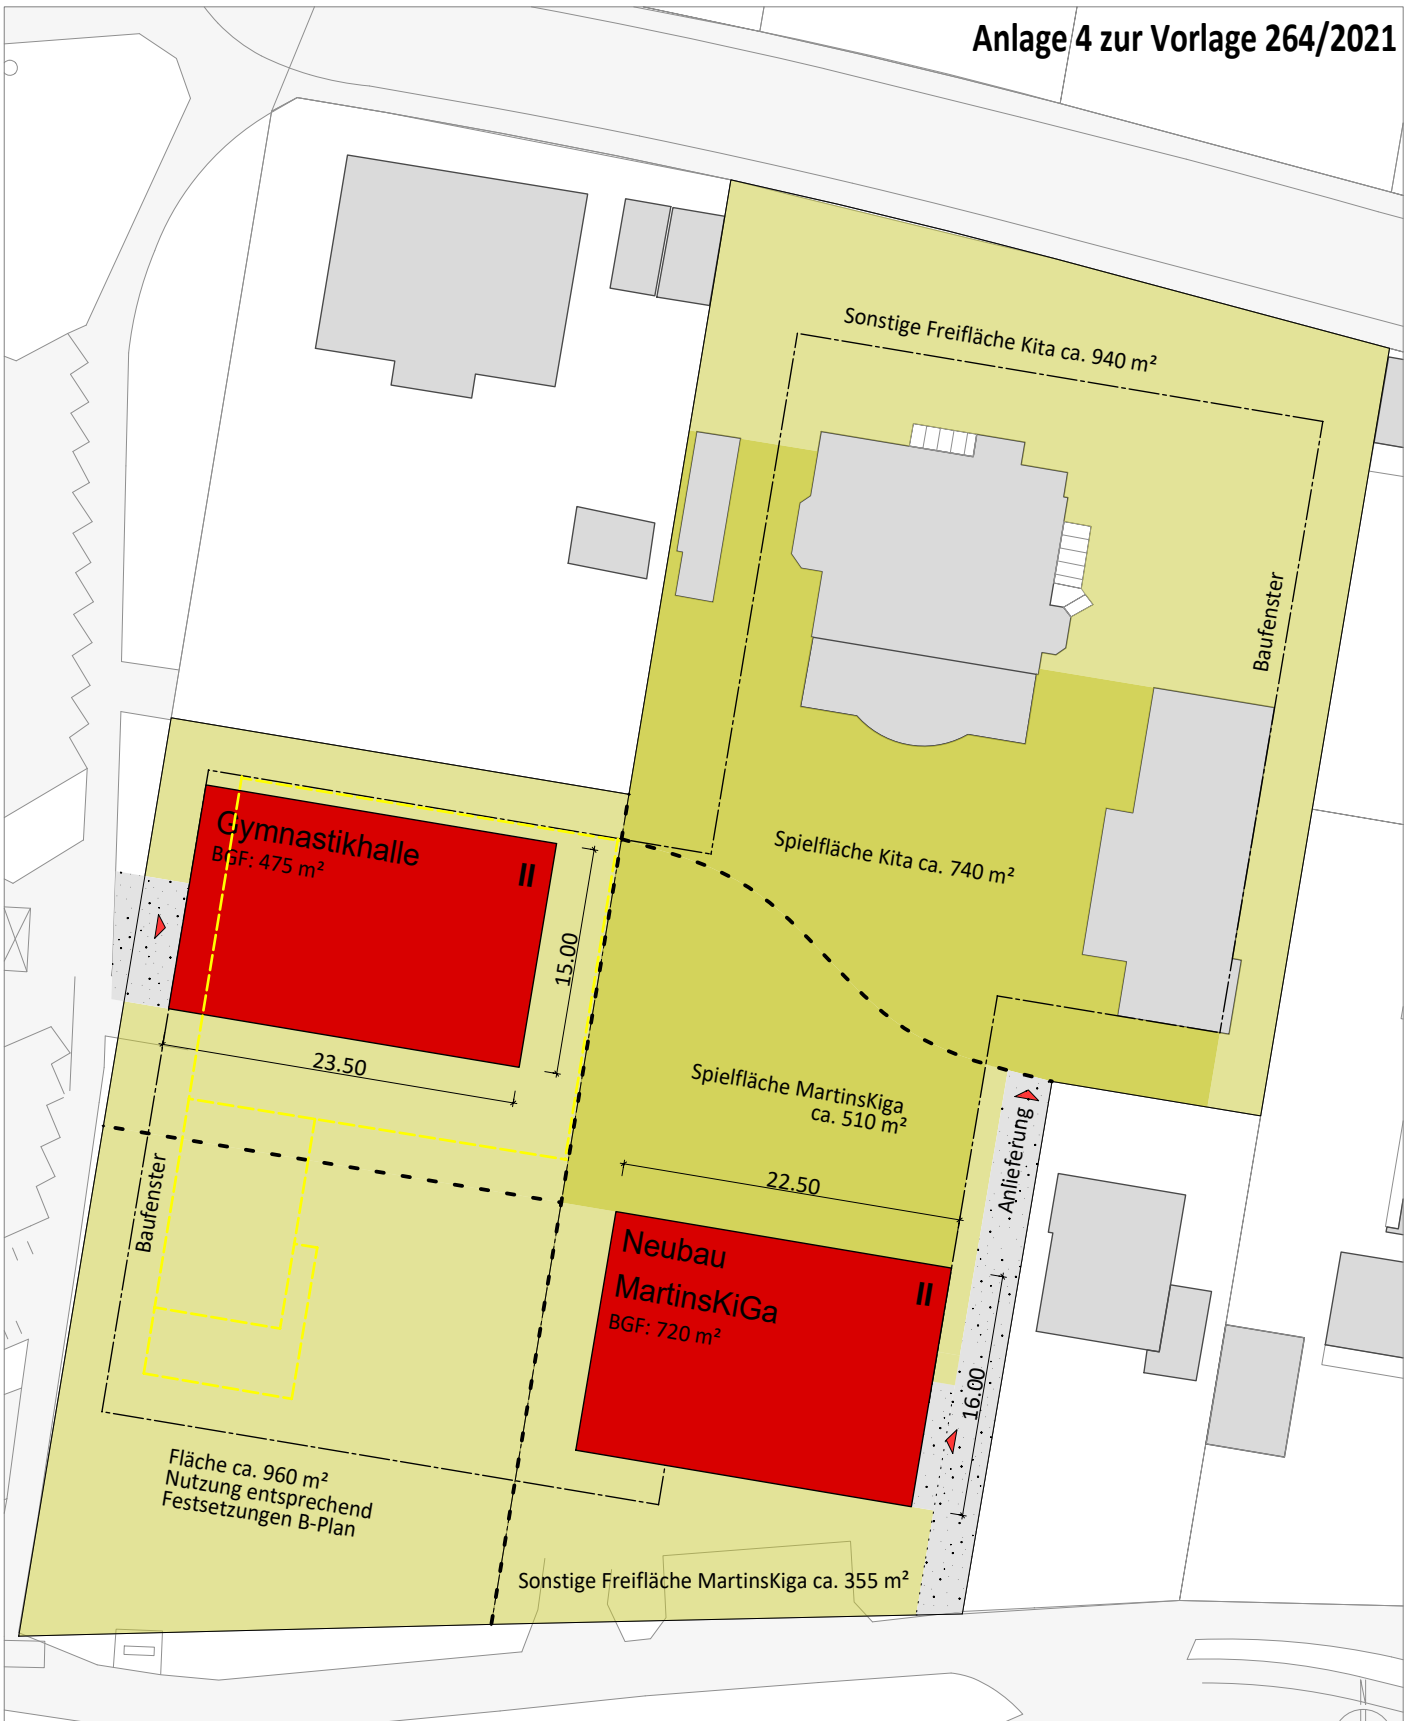 Anlage 4 zur Vorlage 264/2021
Sonstige Freifläche Kita ca. 940 m²
Baufenster
Gymnastikhalle
BGF: 475 m²
II
15.00
23.50
Spielfläche Kita ca. 740 m²
Spielfläche MartinsKiga
ca. 510 m²
Anlieferung
22.50
Baufenster
Neubau
MartinsKiGa
BGF: 720 m²
II
16.00
Fläche ca. 960 m²
Nutzung entsprechend
Festsetzungen B-Plan
Sonstige Freifläche MartinsKiga ca. 355 m²